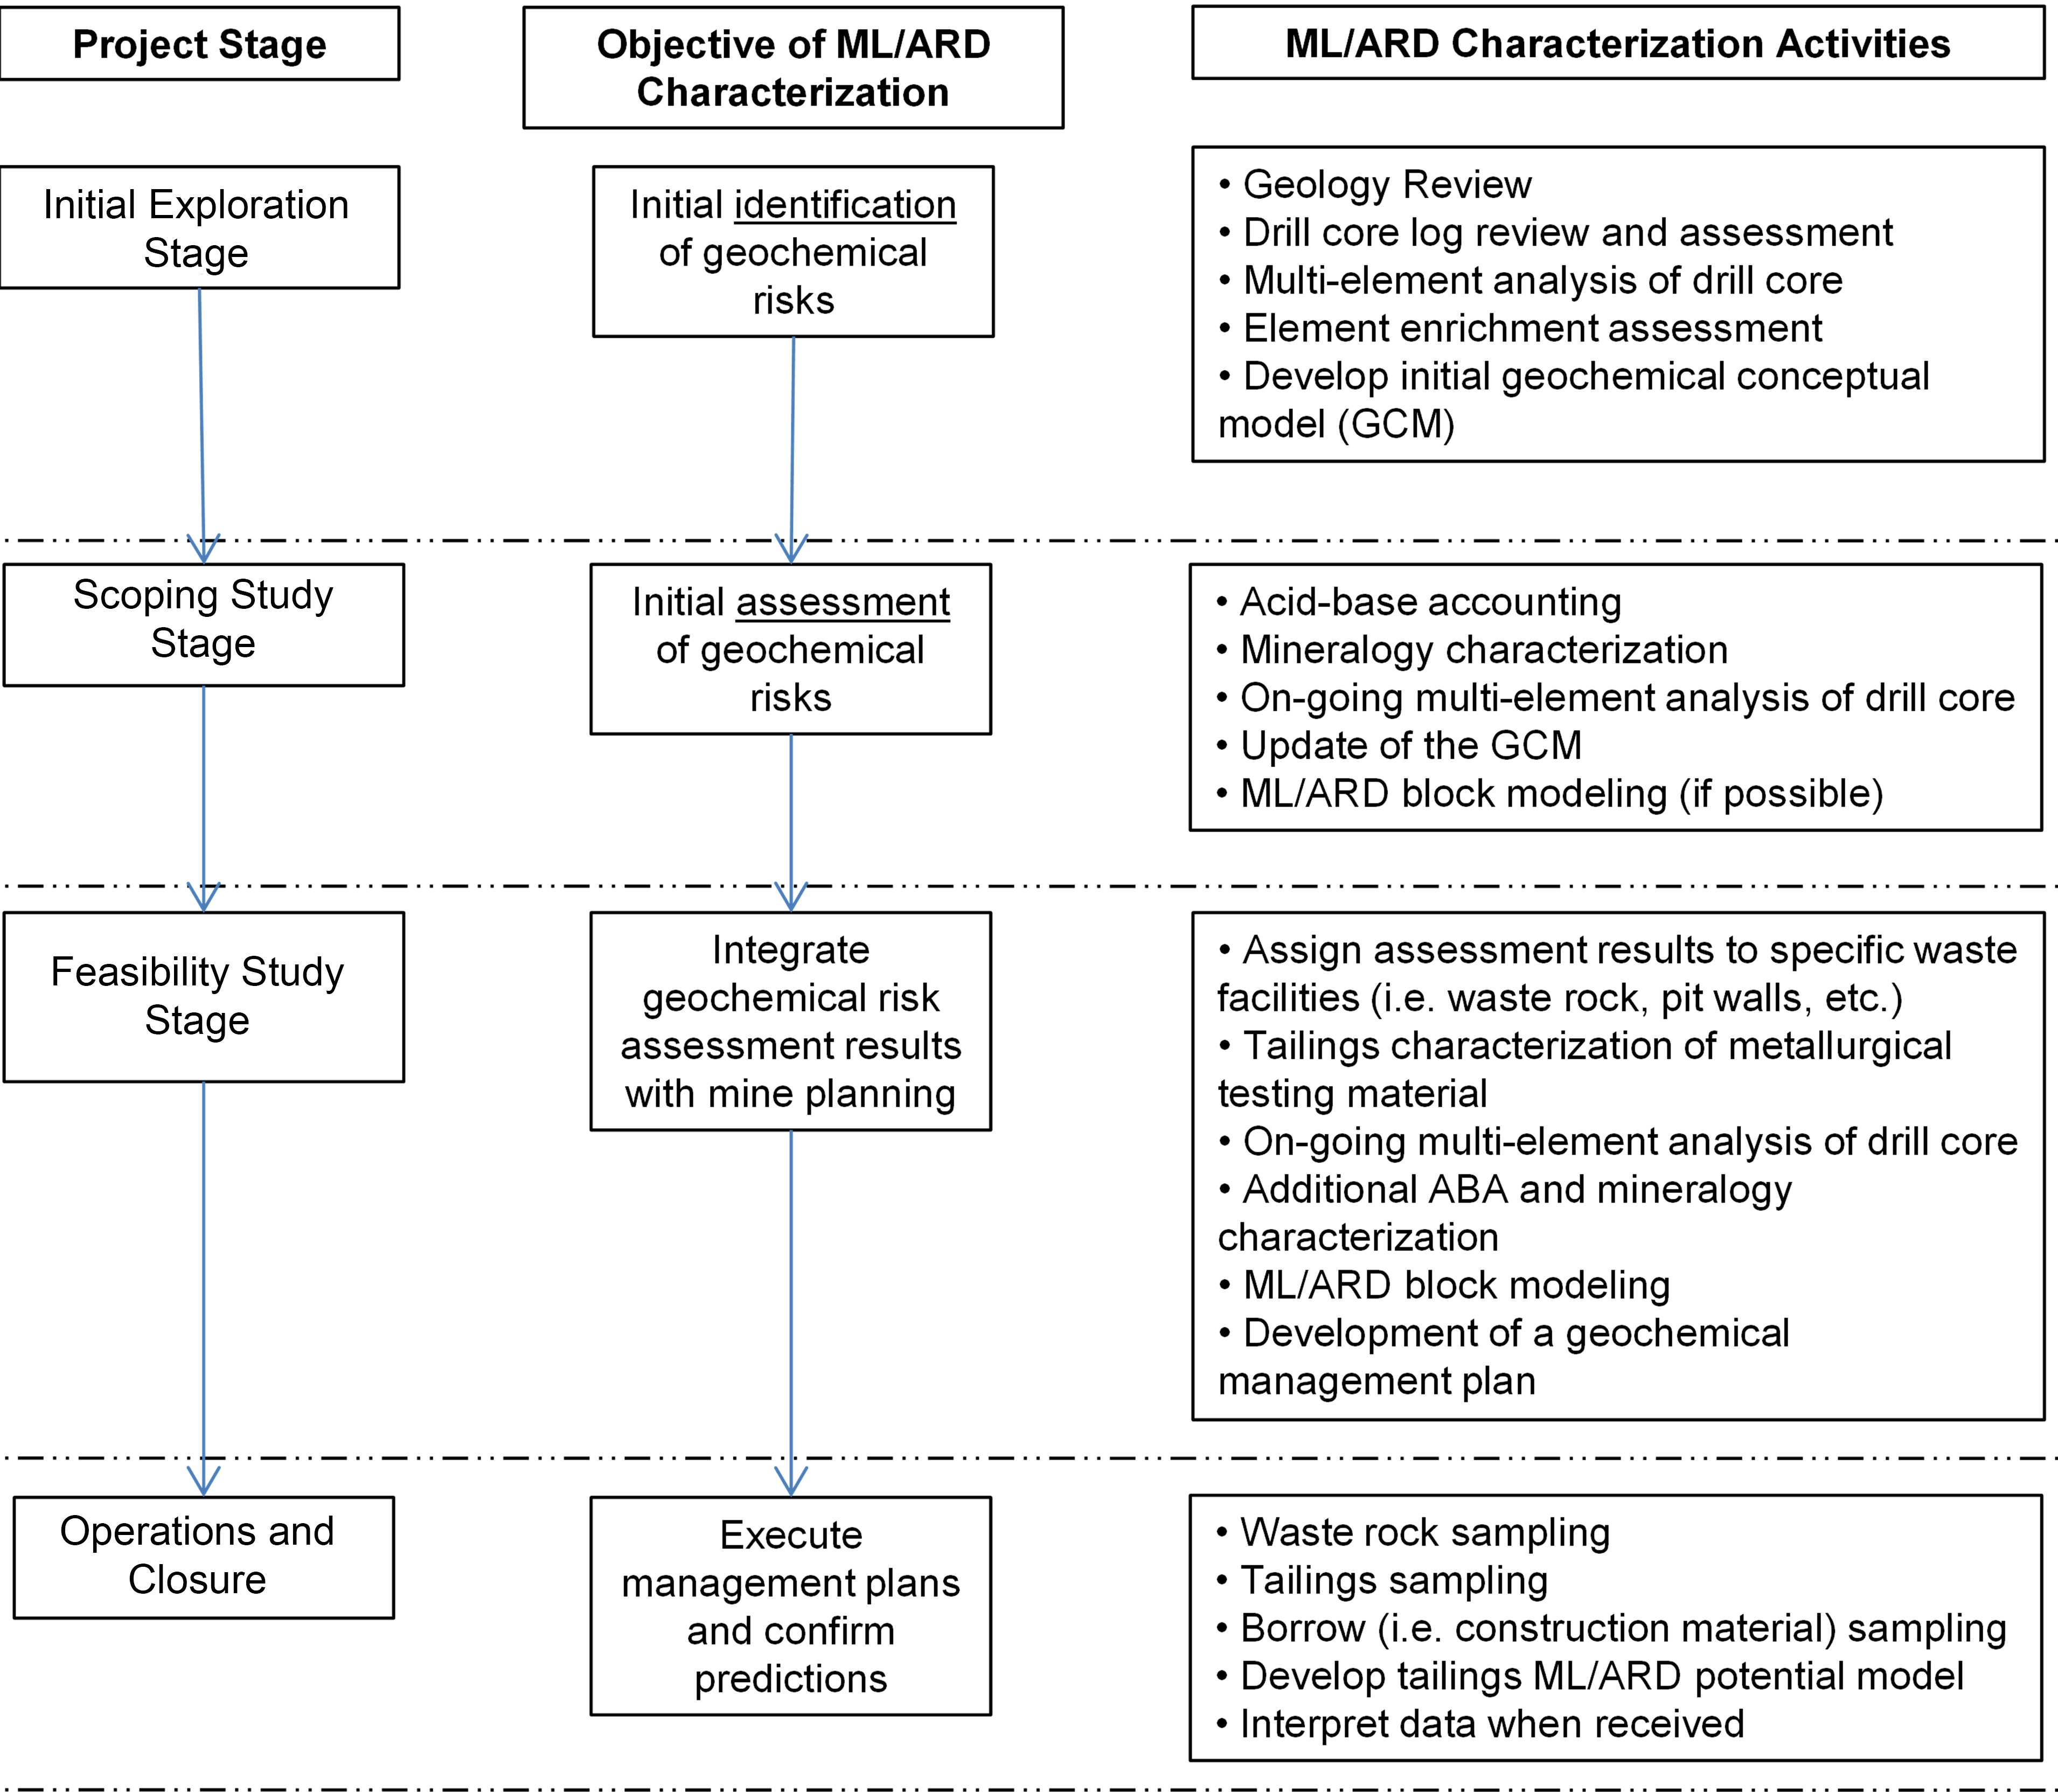 Project Stage
Objective of ML/ARD
Characterization
ML/ARD Characterization Activities
Initial Exploration
Stage
Initial identification
of geochemical
risks
• Geology Review
• Drill core log review and assessment
• Multi-element analysis of drill core
• Element enrichment assessment
• Develop initial geochemical conceptual
model (GCM)
Scoping Study
Stage
Initial assessment
of geochemical
risks
• Acid-base accounting
• Mineralogy characterization
• On-going multi-element analysis of drill core
• Update of the GCM
• ML/ARD block modeling (if possible)
Feasibility Study
Stage
Integrate
geochemical risk
assessment results
with mine planning
• Assign assessment results to specific waste
facilities (i.e. waste rock, pit walls, etc.)
• Tailings characterization of metallurgical
testing material
• On-going multi-element analysis of drill core
• Additional ABA and mineralogy
characterization
• ML/ARD block modeling
• Development of a geochemical
management plan
Operations and
Closure
Execute
management plans
and confirm
predictions
• Waste rock sampling
• Tailings sampling
• Borrow (i.e. construction material) sampling
• Develop tailings ML/ARD potential model
• Interpret data when received